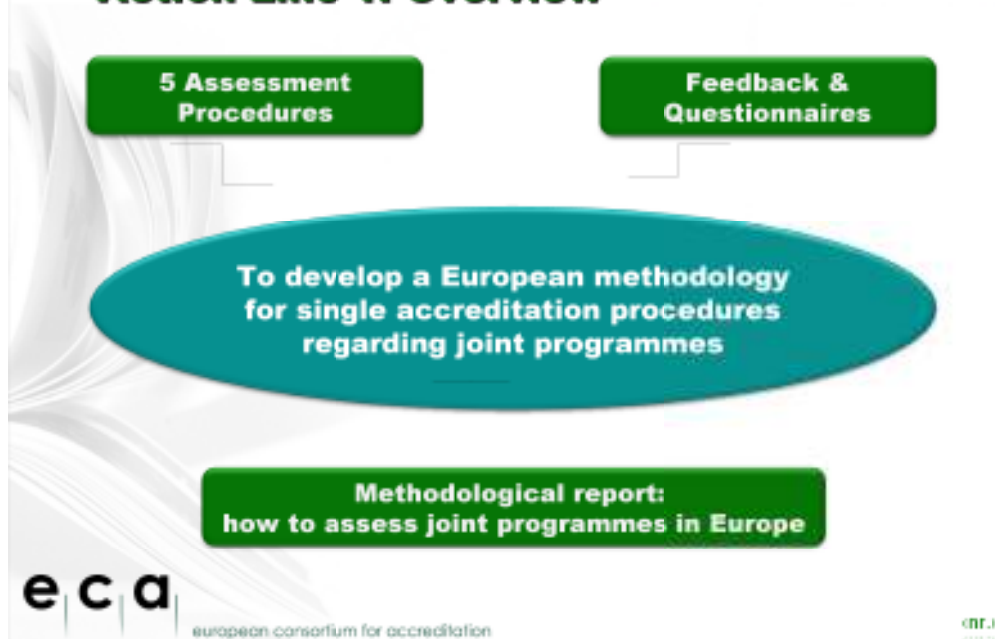 5 Assessment
Procedures
Feedback &
Questionnaires
To develop a European methodology
for single accreditation procedures
regarding joint programmes
Methodological report:
how to assess joint programmes in Europe
e c a
european consortium for accreditation